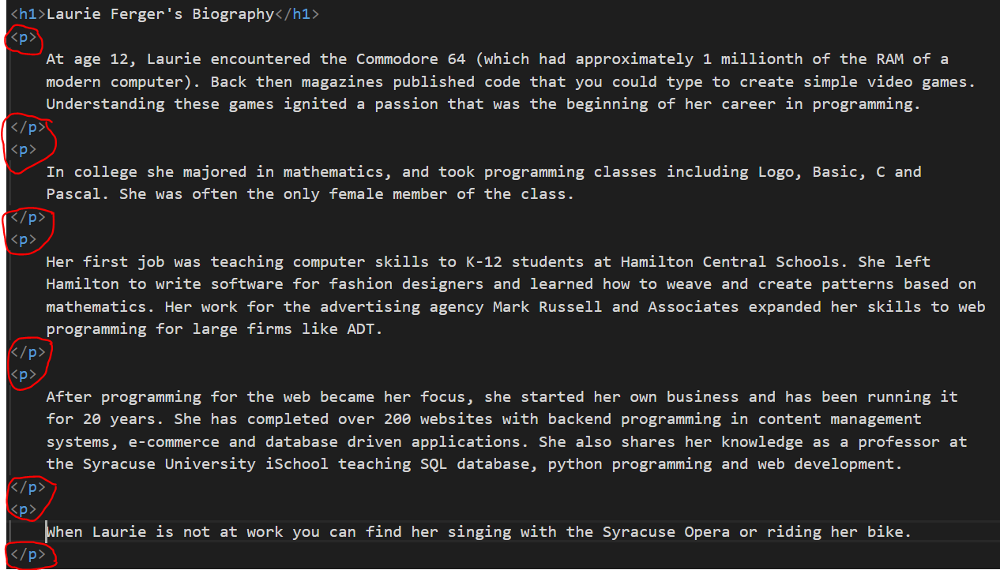 <h1>Laurie Ferger's Biography</h1>
<p>
At age 12, Laurie encountered the Commodore 64 (which had approximately 1 millionth of the RAM of a
modern computer). Back then magazines published code that you could type to create simple video games.
Understanding these games ignited a passion that was the beginning of her career in programming.
</p>
<p>
In college she majored in mathematics, and took programming classes including Logo, Basic, C and
Pascal. She was often the only female member of the class.
</p>
<p>
Her first job was teaching computer skills to K-12 students at Hamilton Central Schools. She left
Hamilton to write software for fashion designers and learned how to weave and create patterns based on
mathematics. Her work for the advertising agency Mark Russell and Associates expanded her skills to web
programming for large firms like ADT.
</p>
<p>
After programming for the web became her focus, she started her own business and has been running it
for 20 years. She has completed over 200 websites with backend programming in content management
systems, e-commerce and database driven applications. She also shares her knowledge as a professor at
the Syracuse University iSchool teaching SQL database, python programming and web development.
</p>
<p>
When Laurie is not at work you can find her singing with the Syracuse Opera or riding her bike.
</p>